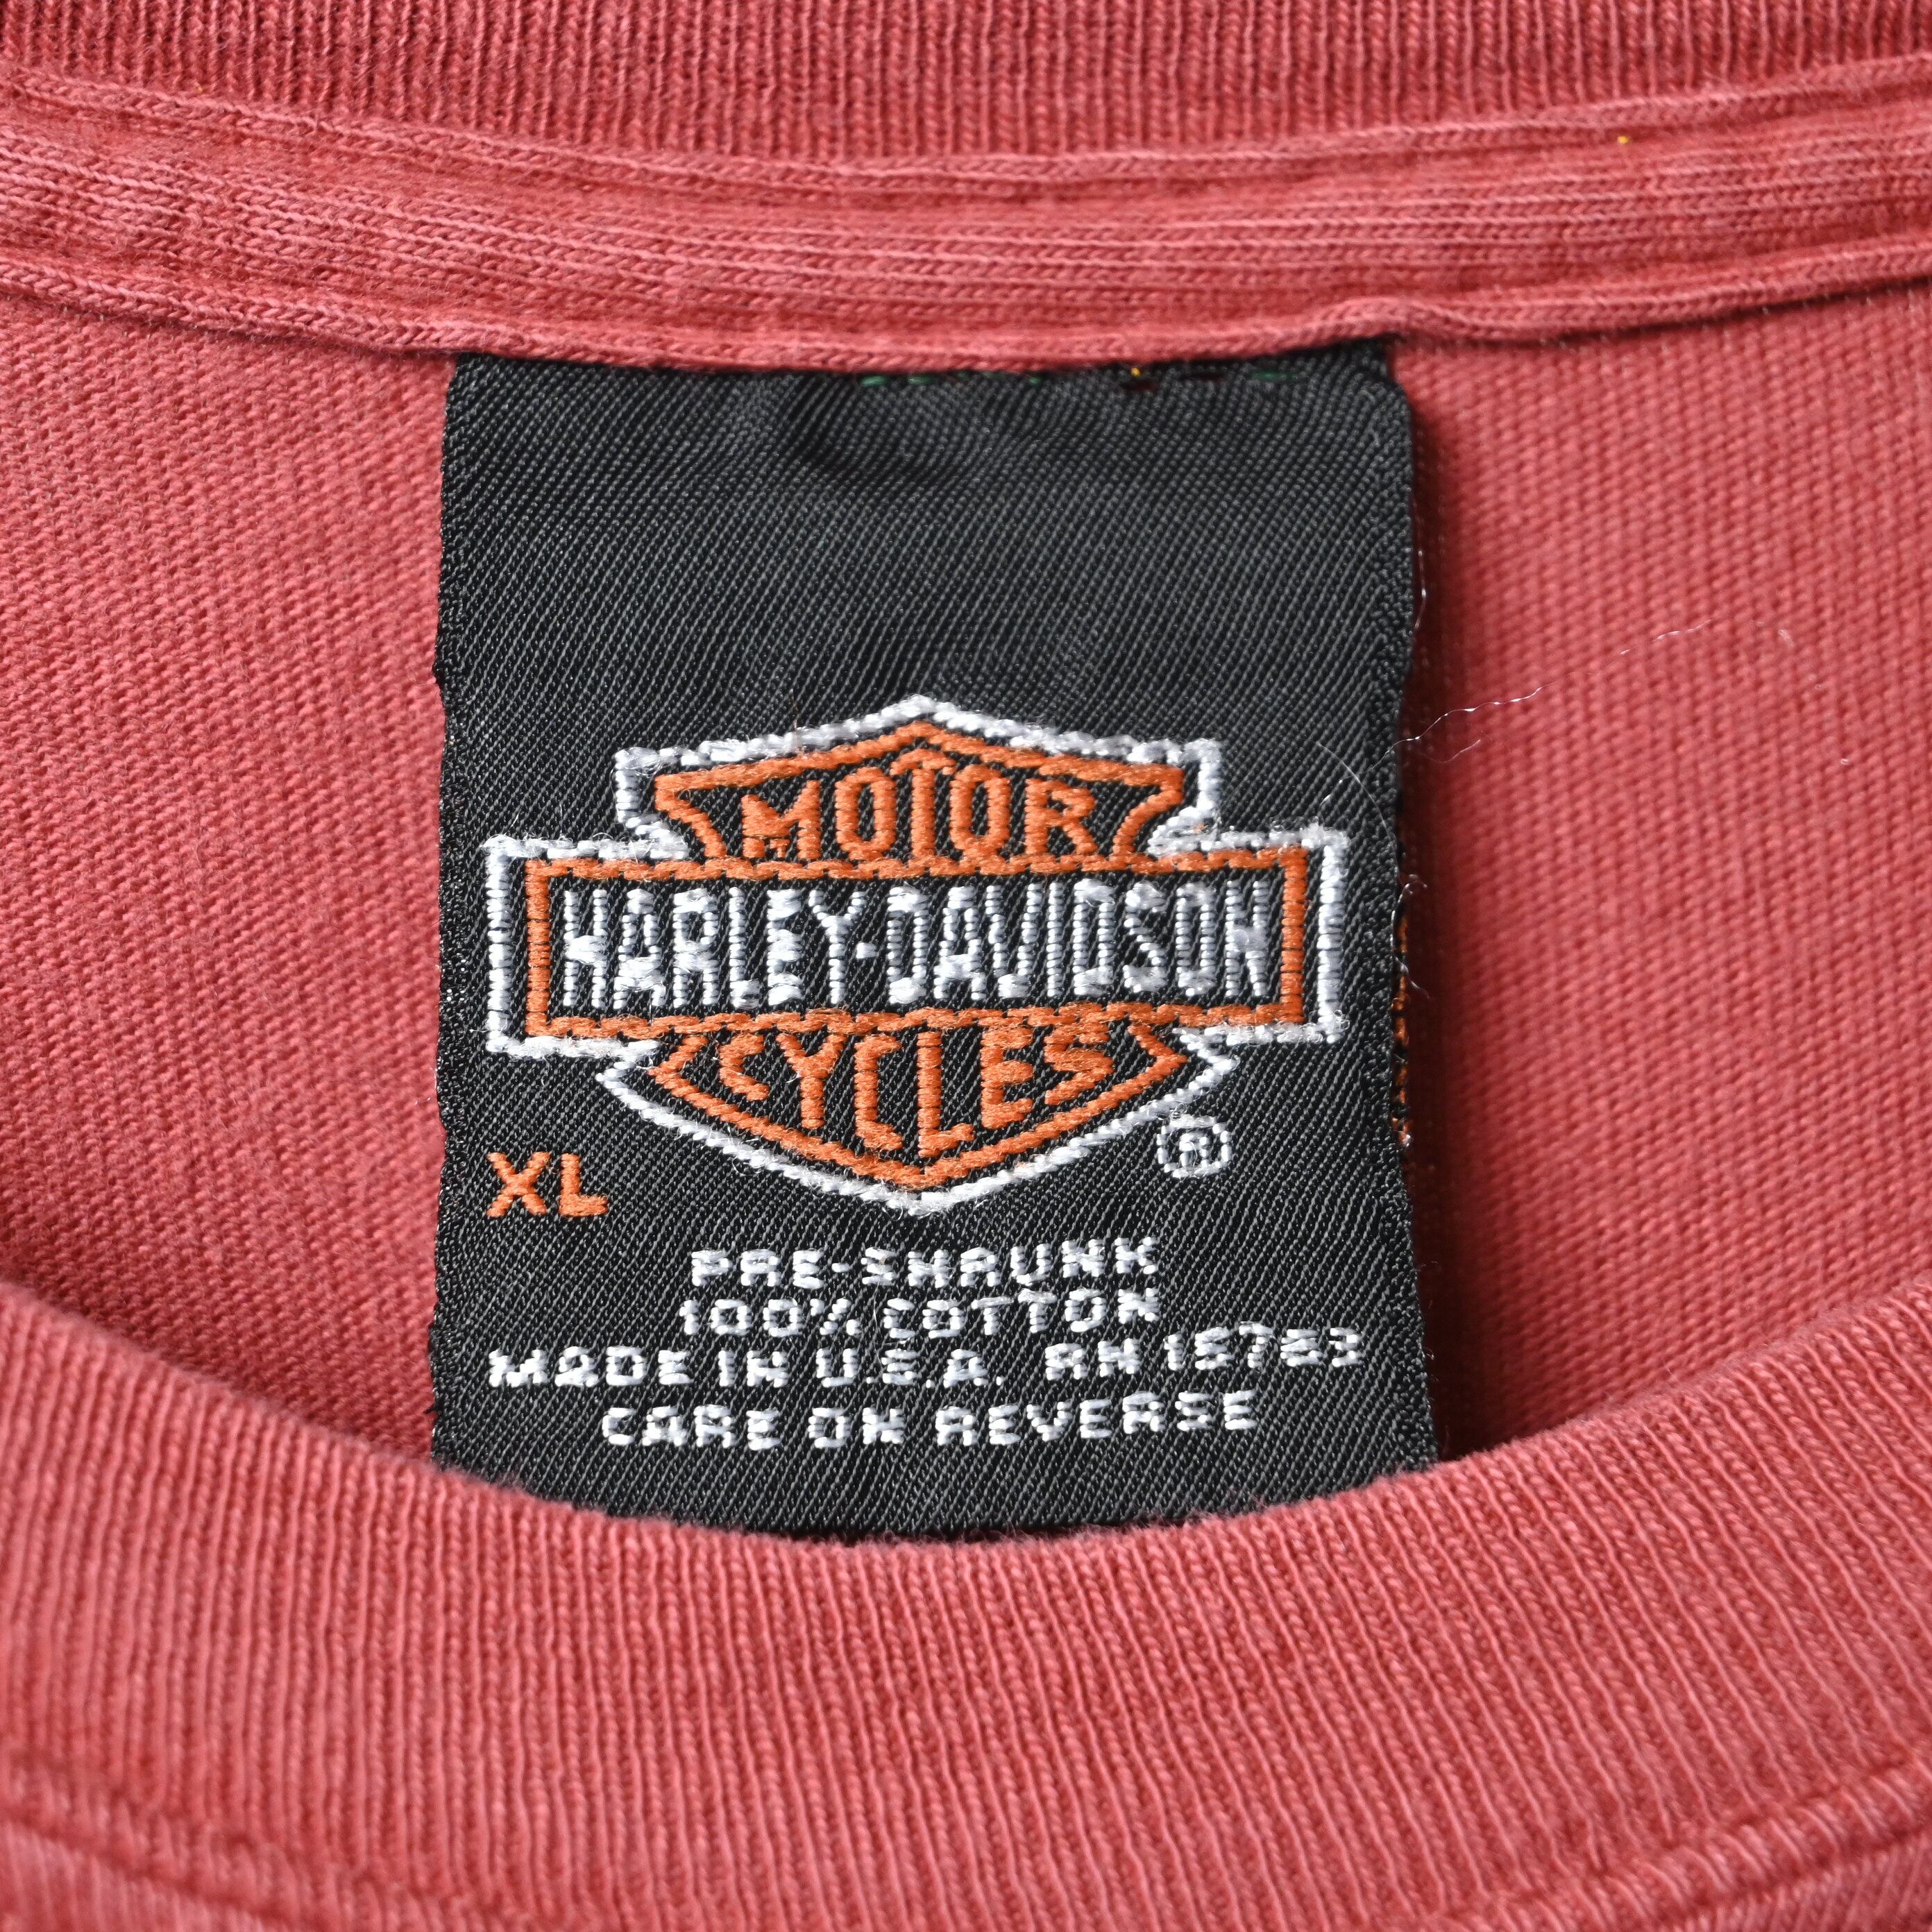 MOTOR
HARLEY-DAVIDSON
CYCLES
®
XL
PRE-SHRUNK
100% COTTON
MADE IN U.S.A. RN 15763
CARE ON REVERSE